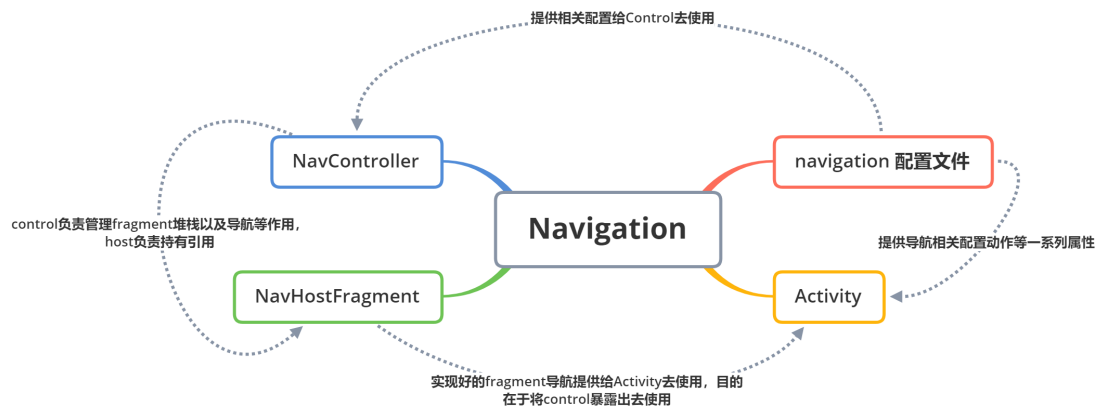 提供相关配置给Control去使用
NavController
navigation 配置文件
Navigation
control负责管理fragment堆栈以及导航等作用，
host负责持有引用
提供导航相关配置动作等一系列属性
NavHostFragment
Activity
实现好的fragment导航提供给Activity去使用，目的
在于将control暴露出去使用